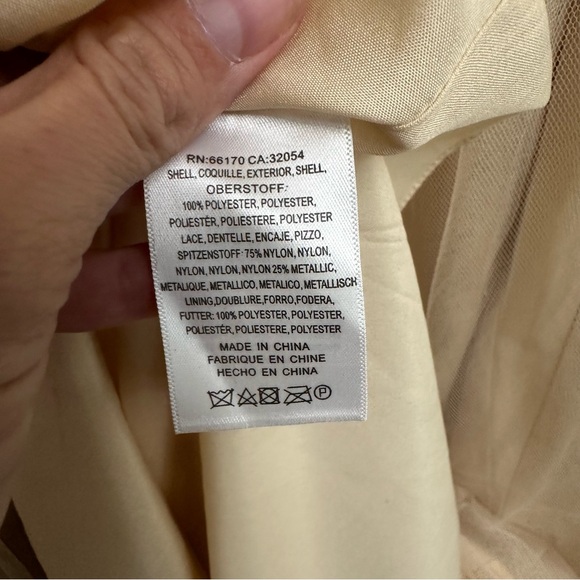 RN:66170 CA:32054
SHELL, COQUILLE, EXTERIOR, SHELL,
OBERSTOFF:
100% POLYESTER, POLYESTER,
POLIESTÉR, POLIESTERE, POLYESTER
LACE, DENTELLE, ENCAJE, PIZZO,
SPITZENSTOFF: 75% NYLON, NYLON,
NYLON, NYLON, NYLON 25% METALLIC,
METALIQUE, METALLICO, METALICO, METALLISCH
LINING, DOUBLURE, FORRO, FODERA,
FUTTER: 100% POLYESTER, POLYESTER,
POLIÉSTER, POLIESTERE, POLYESTER
MADE IN CHINA
FABRIQUE EN CHINE
HECHO EN CHINA
P